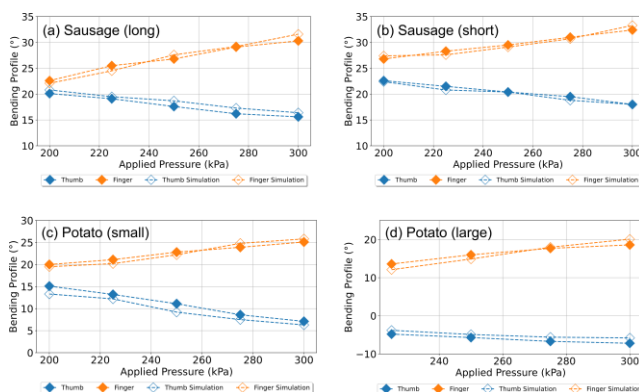 (a) Sausage (long)
Bending Profile (°)
35
30
25
20
15
10
200 220 240 260 280 300
Applied Pressure (kPa)
Thumb Finger Thumb Simulation Finger Simulation
(b) Sausage (short)
Bending Profile (°)
35
30
25
20
15
10
200 220 240 260 280 300
Applied Pressure (kPa)
Thumb Finger Thumb Simulation Finger Simulation
(c) Potato (small)
Bending Profile (°)
30
25
20
15
10
5
0
200 220 240 260 280 300
Applied Pressure (kPa)
Thumb Finger Thumb Simulation Finger Simulation
(d) Potato (large)
Bending Profile (°)
20
10
0
−10
240 260 280 300
Applied Pressure (kPa)
Thumb Finger Thumb Simulation Finger Simulation